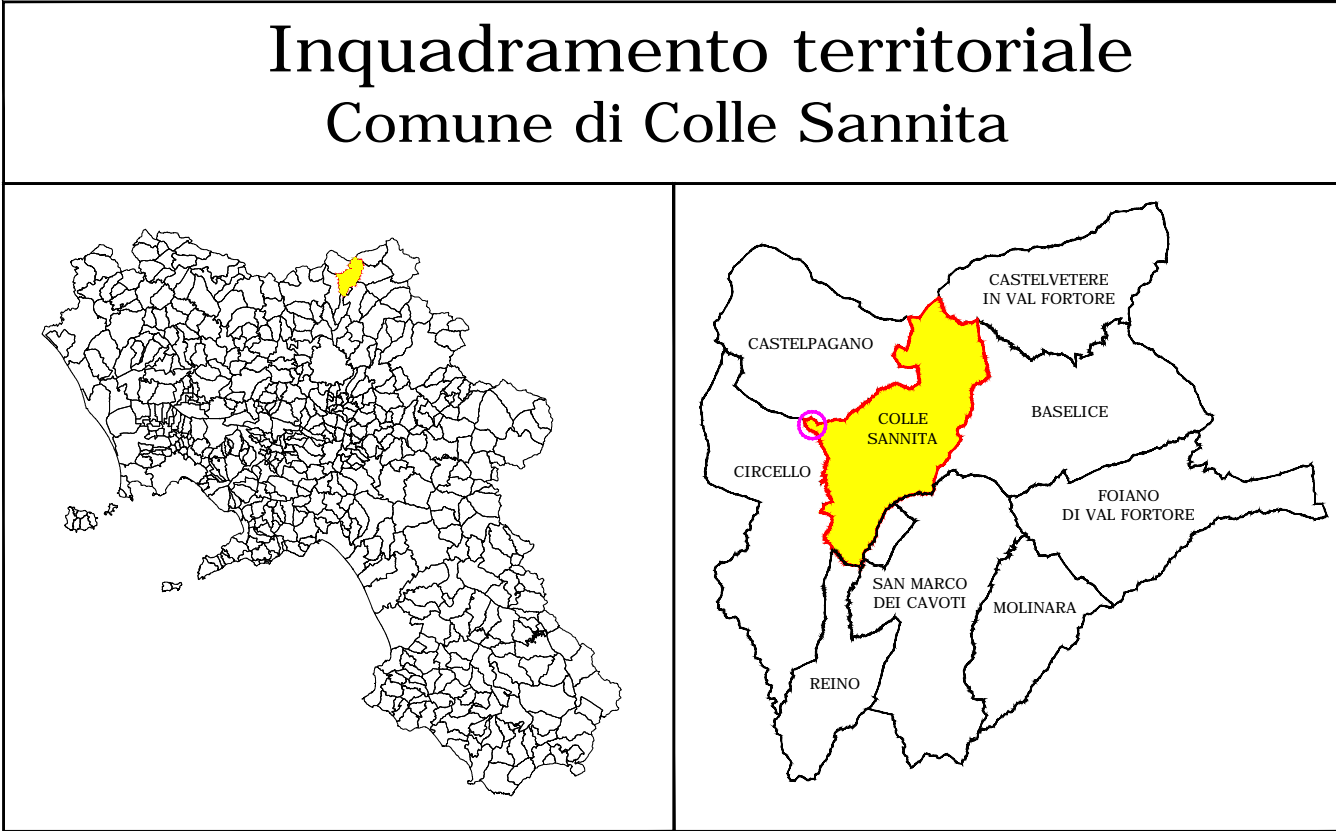 Inquadramento territoriale
Comune di Colle Sannita
CASTELVETERE
IN VAL FORTORE
CASTELPAGANO
COLLE
SANNITA
BASELICE
CIRCELLO
FOIANO
DI VAL FORTORE
SAN MARCO
DEI CAVOTI
MOLINARA
REINO